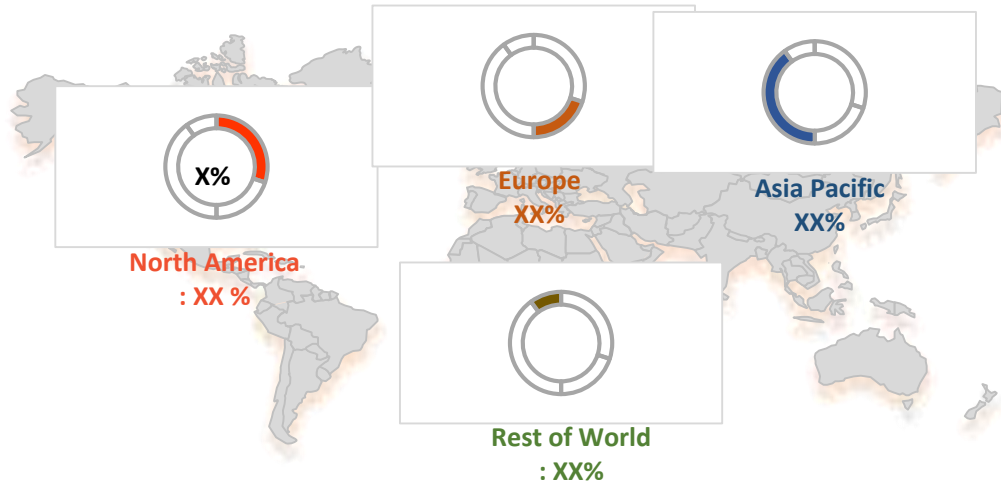 X%
North America
: XX %
Europe
XX%
Asia Pacific
XX%
Rest of World
: XX%